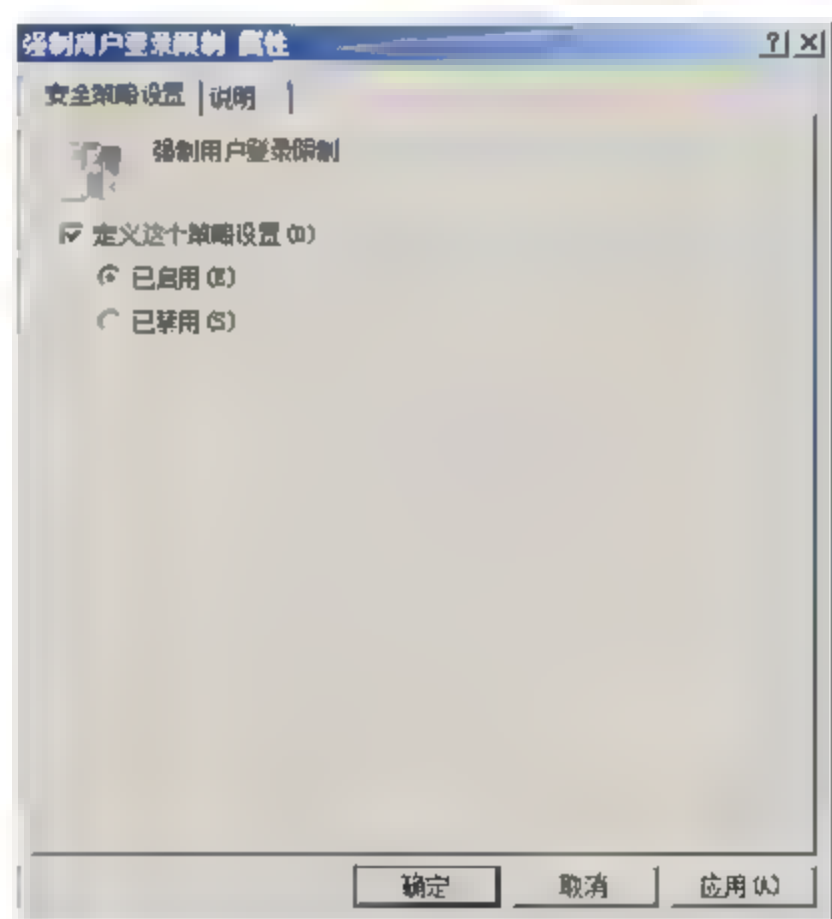 强制用户登录限制 属性
安全策略设置 说明
强制用户登录限制
定义这个策略设置(D)
已启用(E)
已禁用(S)
确定 取消 应用(A)